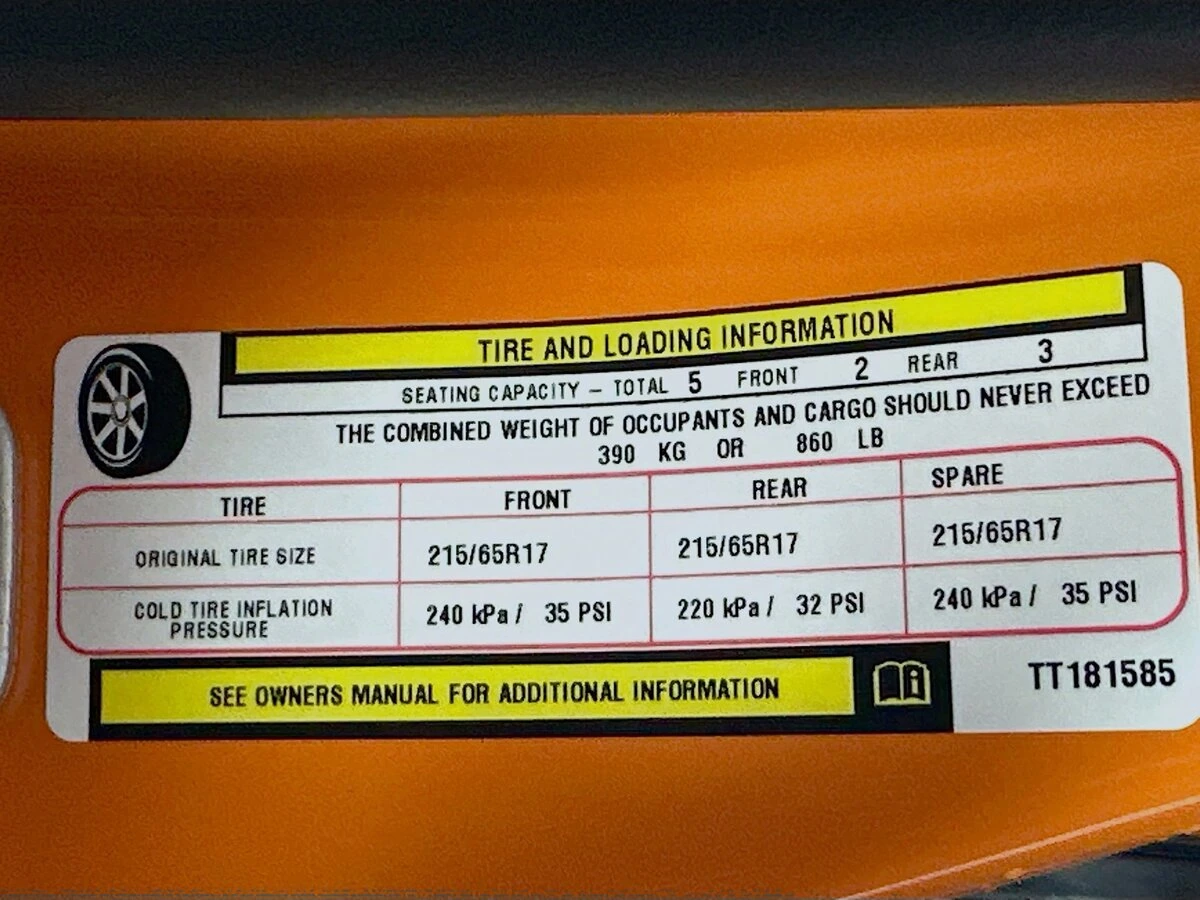 TIRE AND LOADING INFORMATION
SEATING CAPACITY – TOTAL 5 FRONT 2 REAR 3
THE COMBINED WEIGHT OF OCCUPANTS AND CARGO SHOULD NEVER EXCEED
390 KG OR 860 LB
TIRE FRONT REAR SPARE
ORIGINAL TIRE SIZE 215/65R17 215/65R17 215/65R17
COLD TIRE INFLATION
PRESSURE 240 kPa / 35 PSI 220 kPa / 32 PSI 240 kPa / 35 PSI
SEE OWNERS MANUAL FOR ADDITIONAL INFORMATION
TT181585